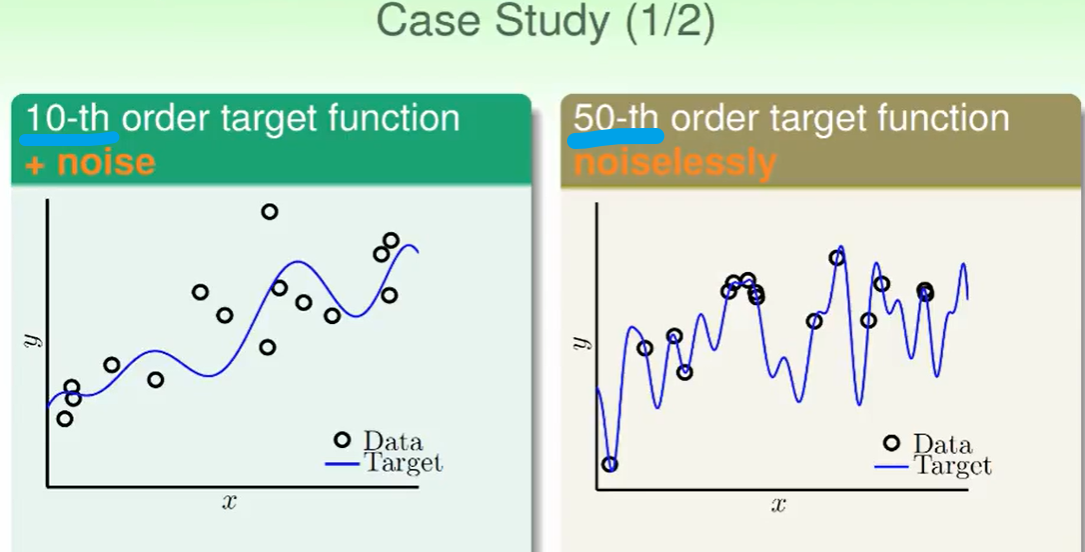 Case Study (1/2)
10-th order target function
+ noise
y
Data
Target
x
50-th order target function
noiselessly
y
Data
Target
x